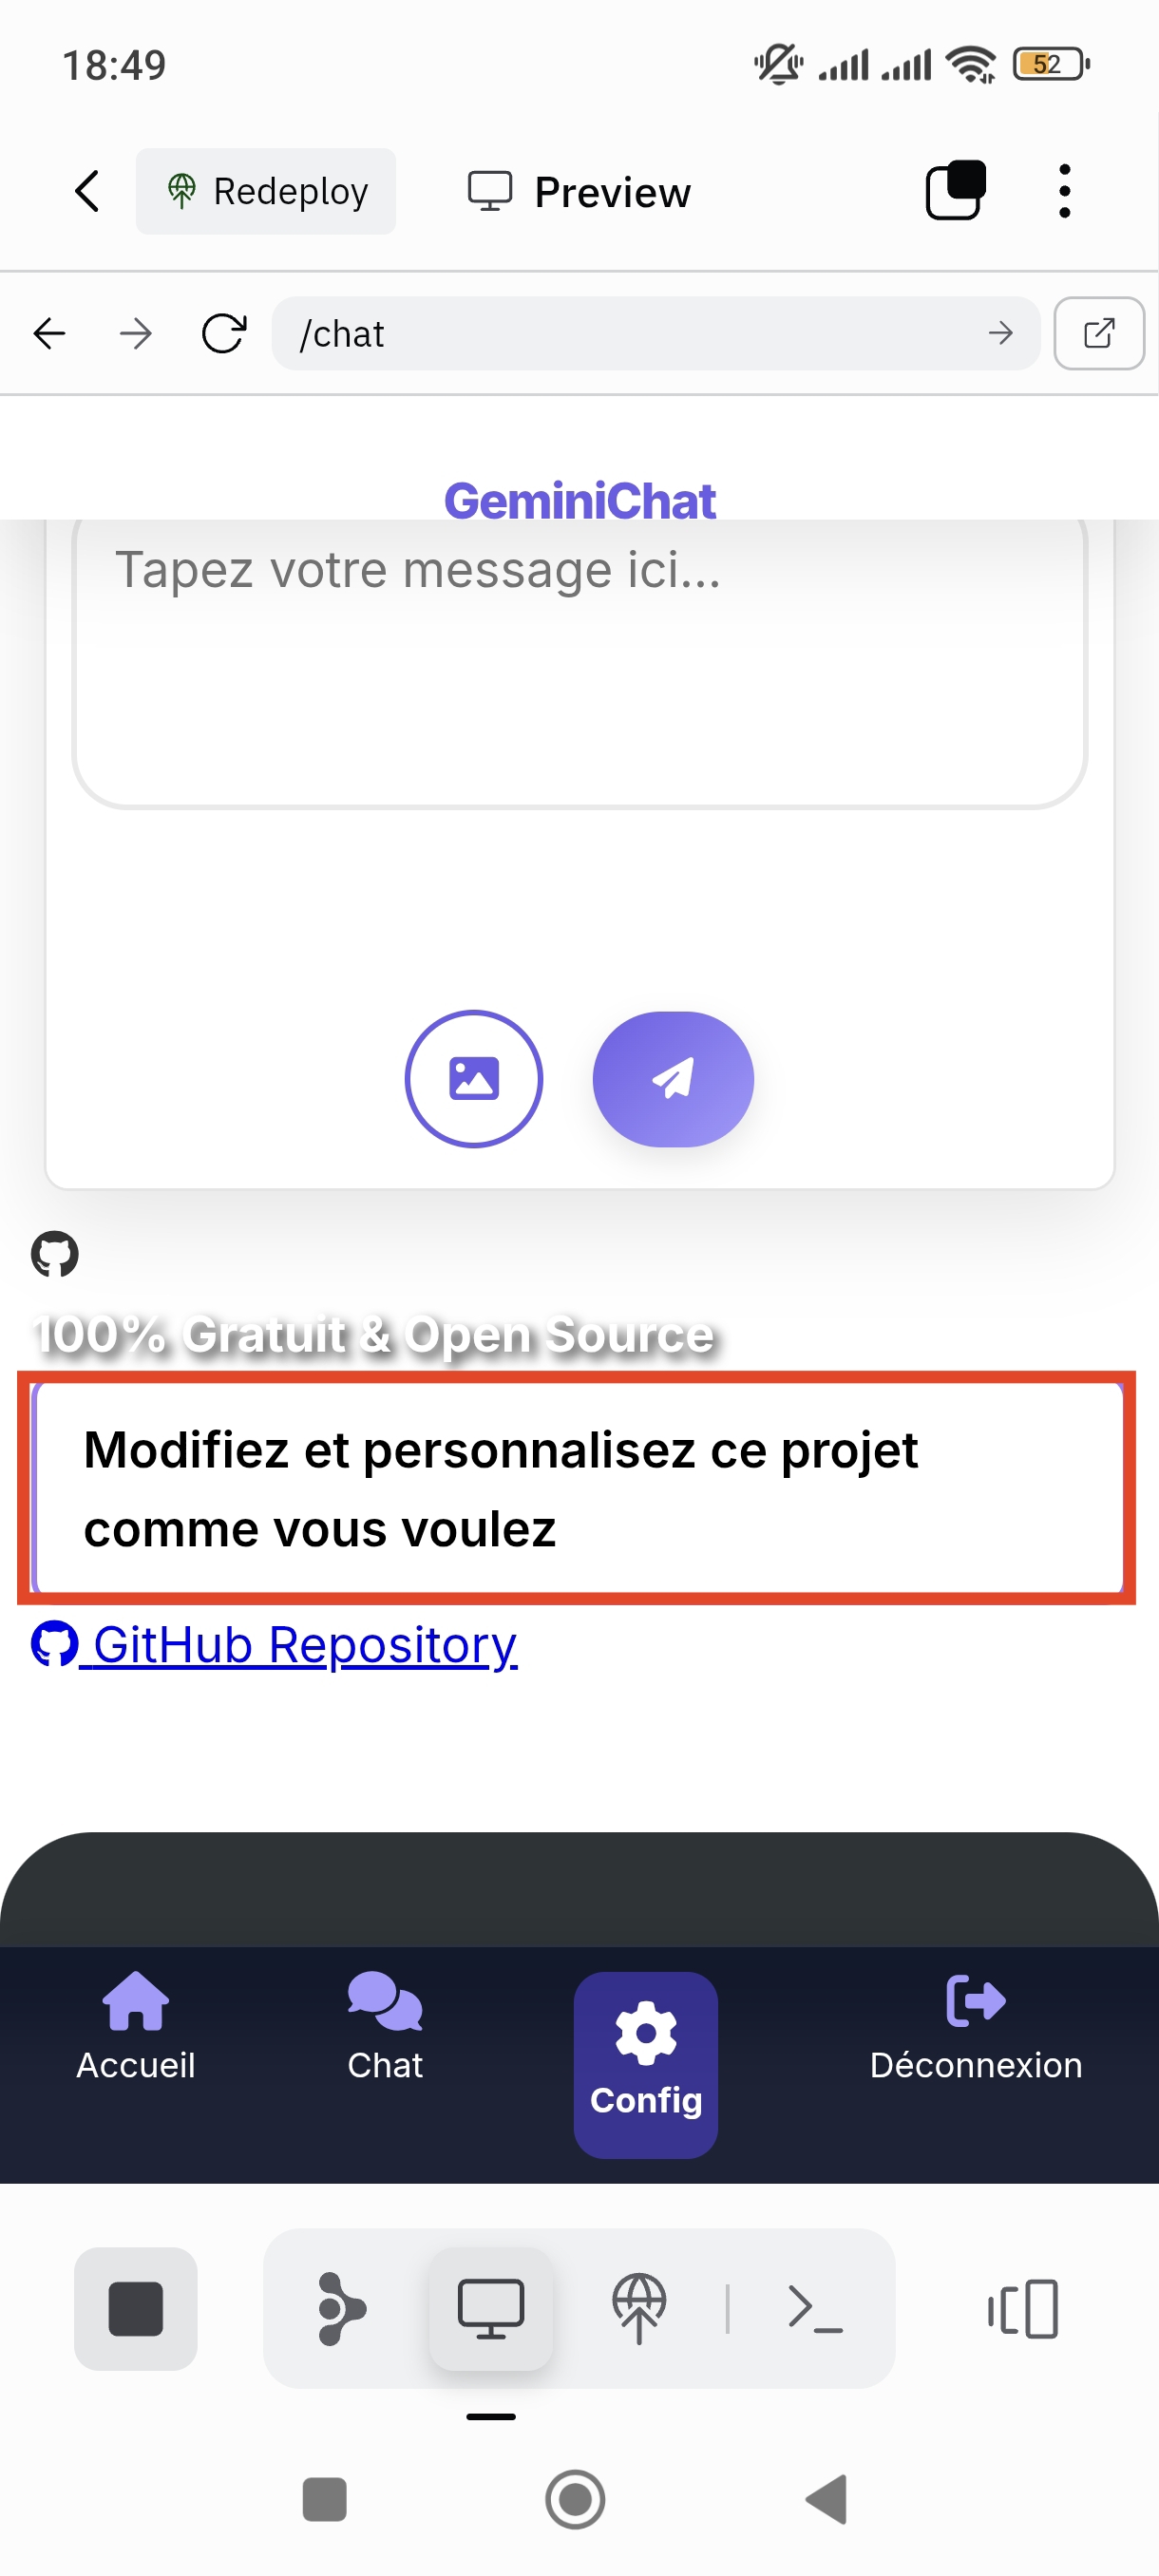 18:49
52
Redeploy
Preview
/chat
GeminiChat
Tapez votre message ici...
100% Gratuit & Open Source
Modifiez et personnalisez ce projet
comme vous voulez
GitHub Repository
Accueil
Chat
Config
Déconnexion